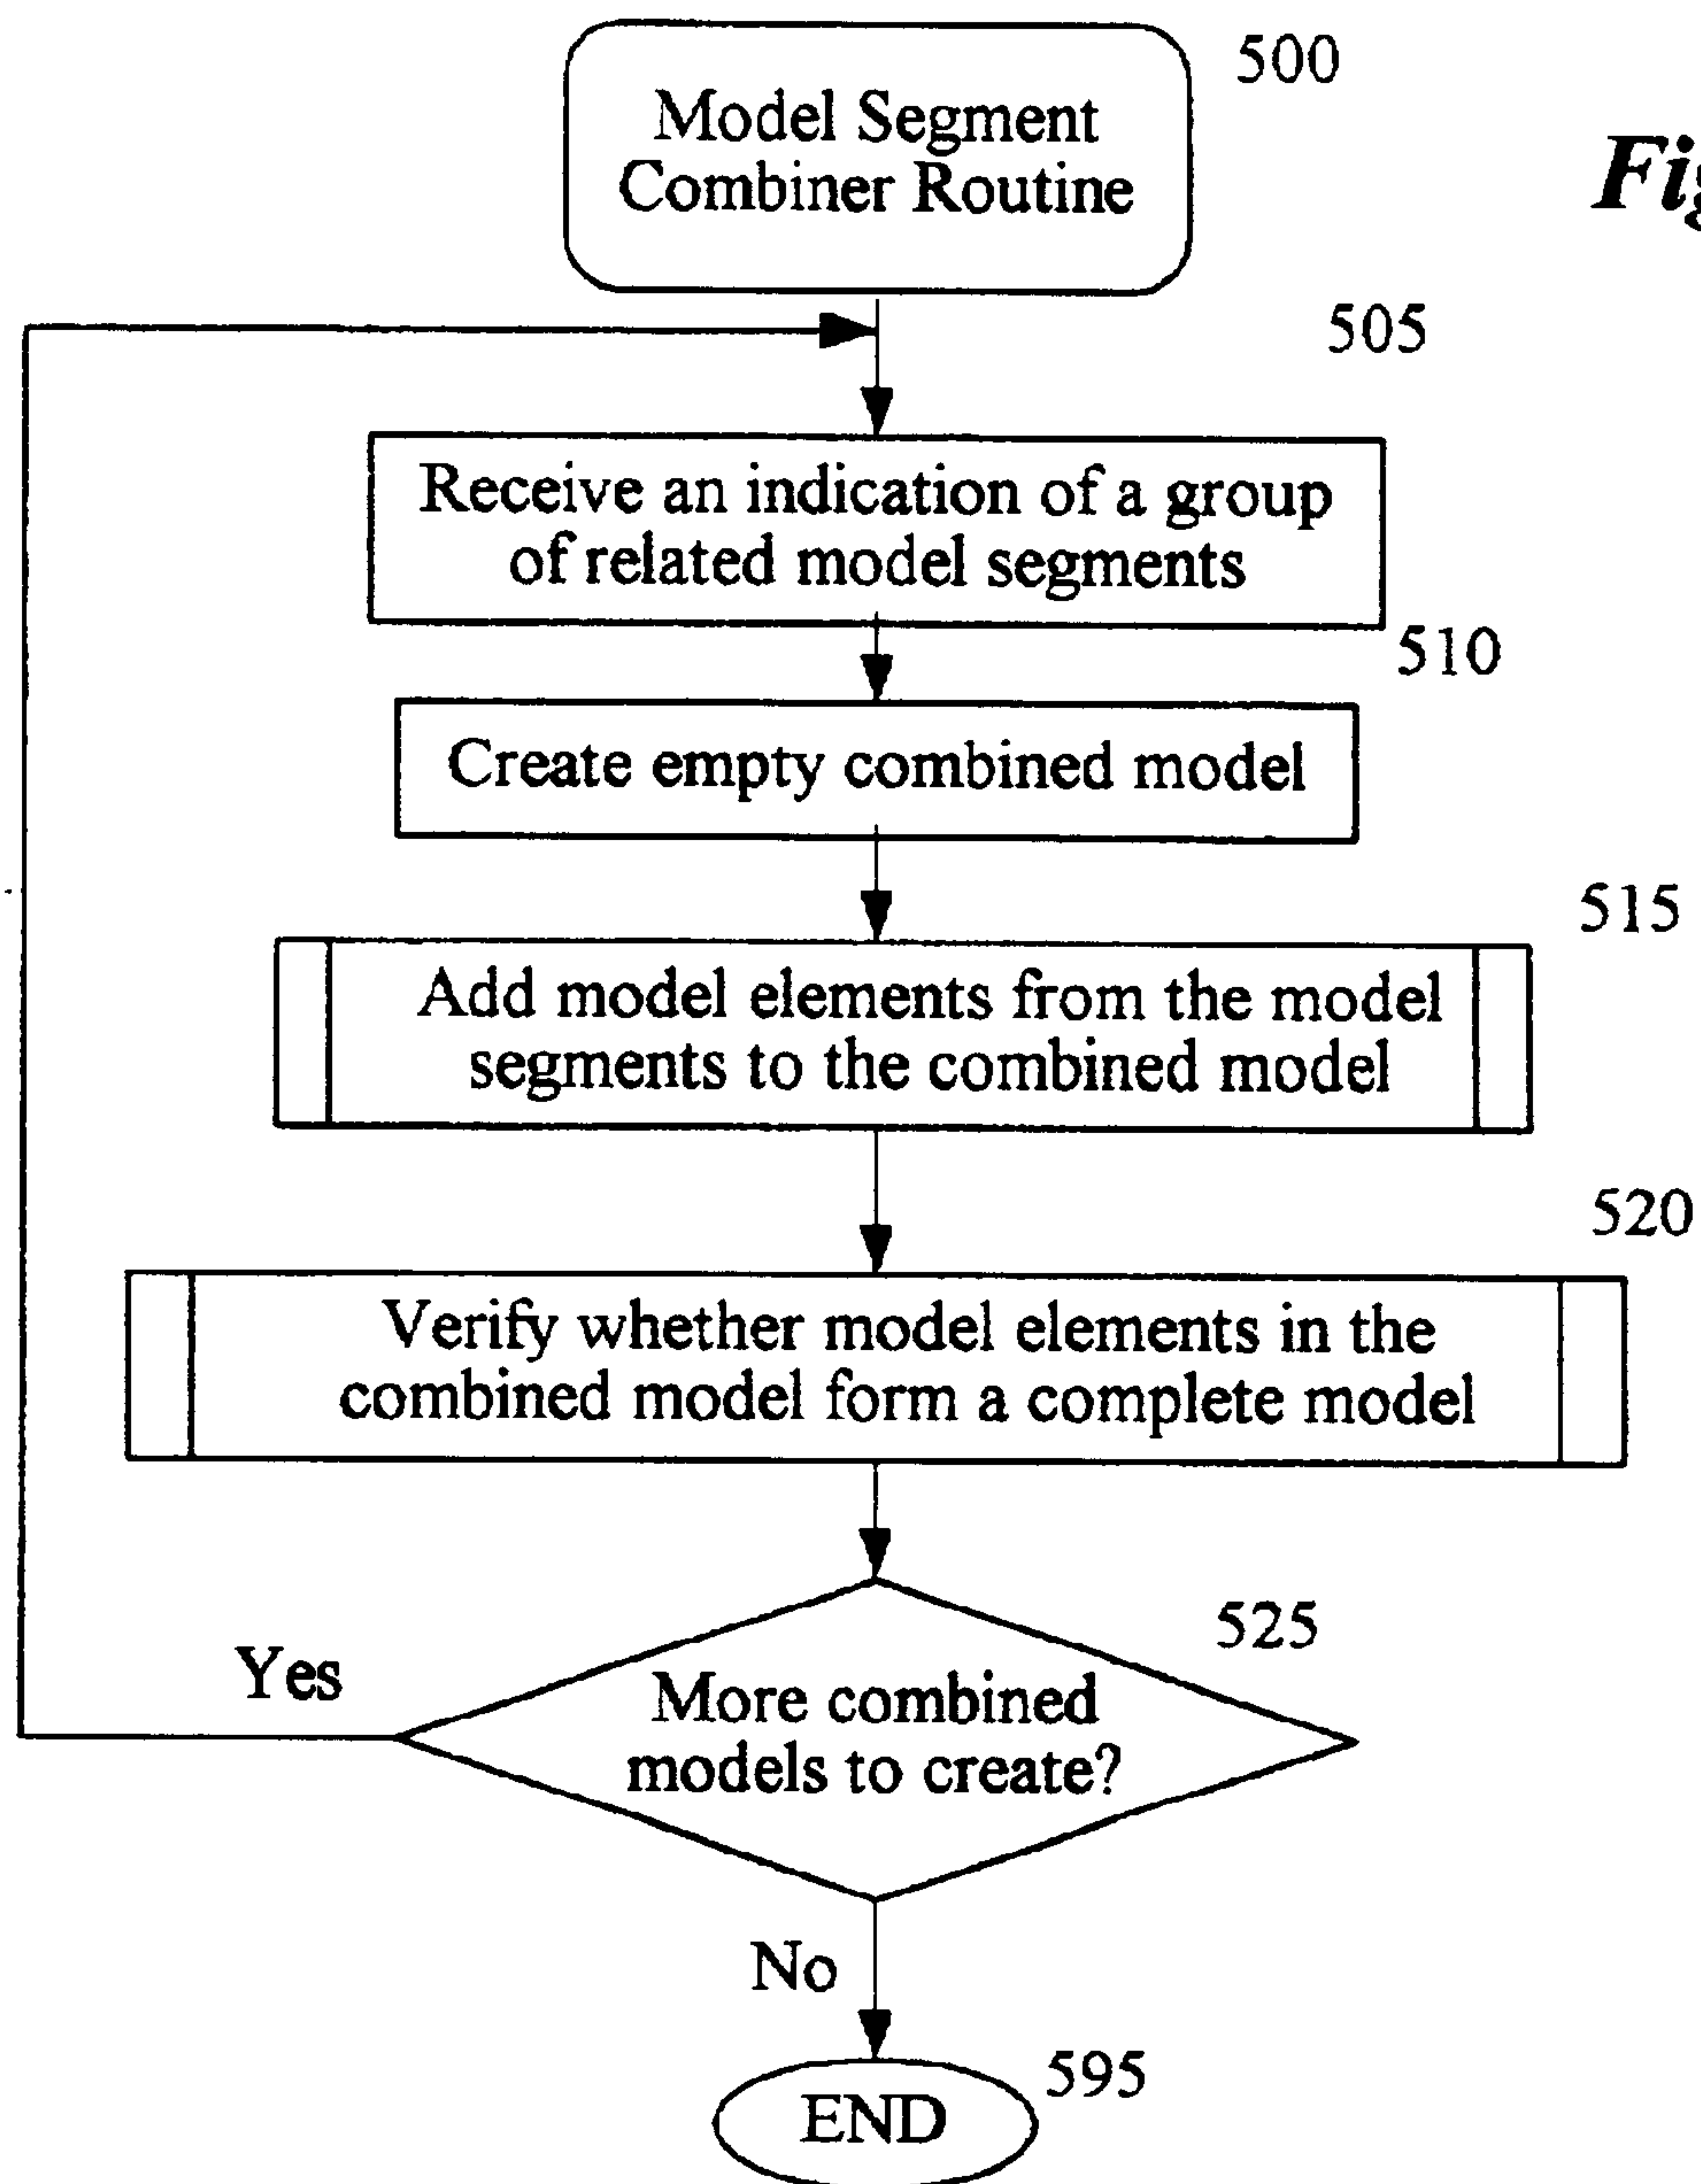 500
Model Segment
Combiner Routine
505
Receive an indication of a group
of related model segments
510
Create empty combined model
515
Add model elements from the model
segments to the combined model
520
Verify whether model elements in the
combined model form a complete model
525
Yes
More combined
models to create?
No
595
END